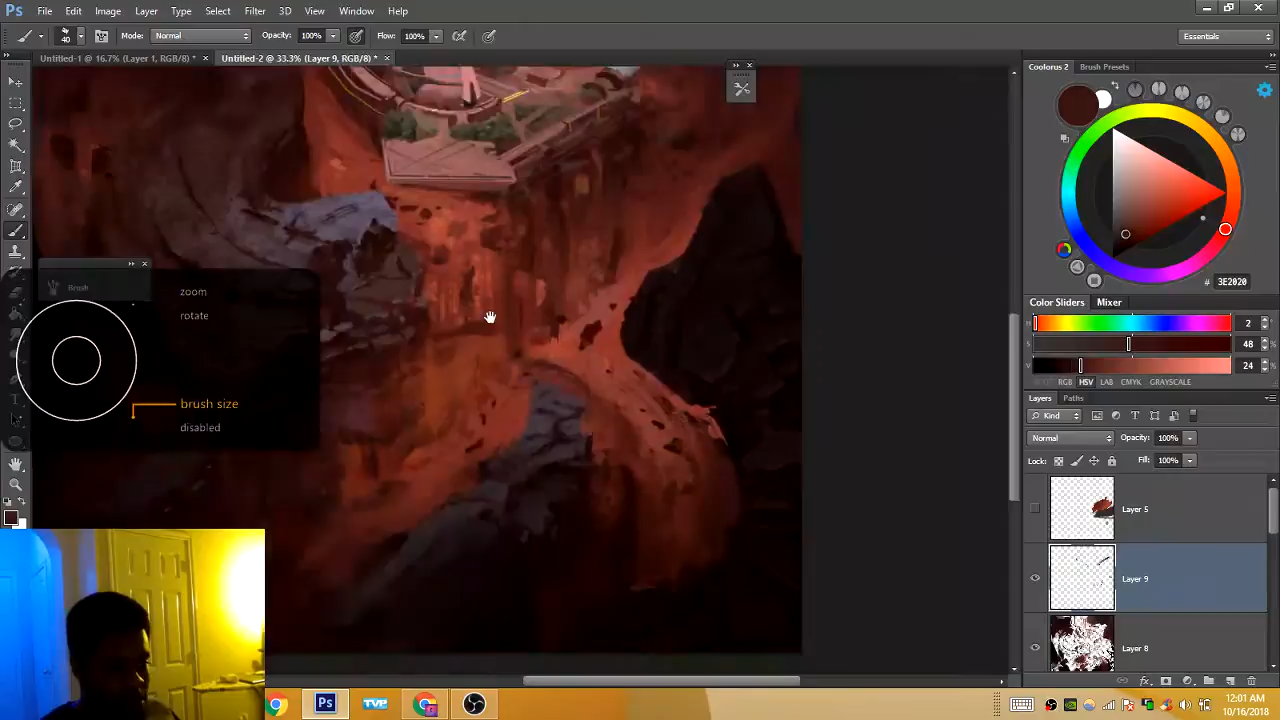 Ps File Edit Image Layer Type Select Filter 3D View Window Help
40 Mode: Normal Opacity: 100% Flow: 100% Essentials
Untitled-1 @ 16.7% (Layer 1, RGB/8) * × Untitled-2 @ 33.3% (Layer 9, RGB/8) * ×
Coolorus 2 Brush Presets
# 3E2020
Color Sliders Mixer
2
S 48 %
V 24 %
RGB HSV LAB CMYK GRAYSCALE
Layers Paths
Kind
Normal Opacity: 100%
Lock: Fill: 100%
Layer 5
Layer 9
Layer 8
Brush
zoom
rotate
brush size
disabled
Ps TVP
12:01 AM
10/16/2018